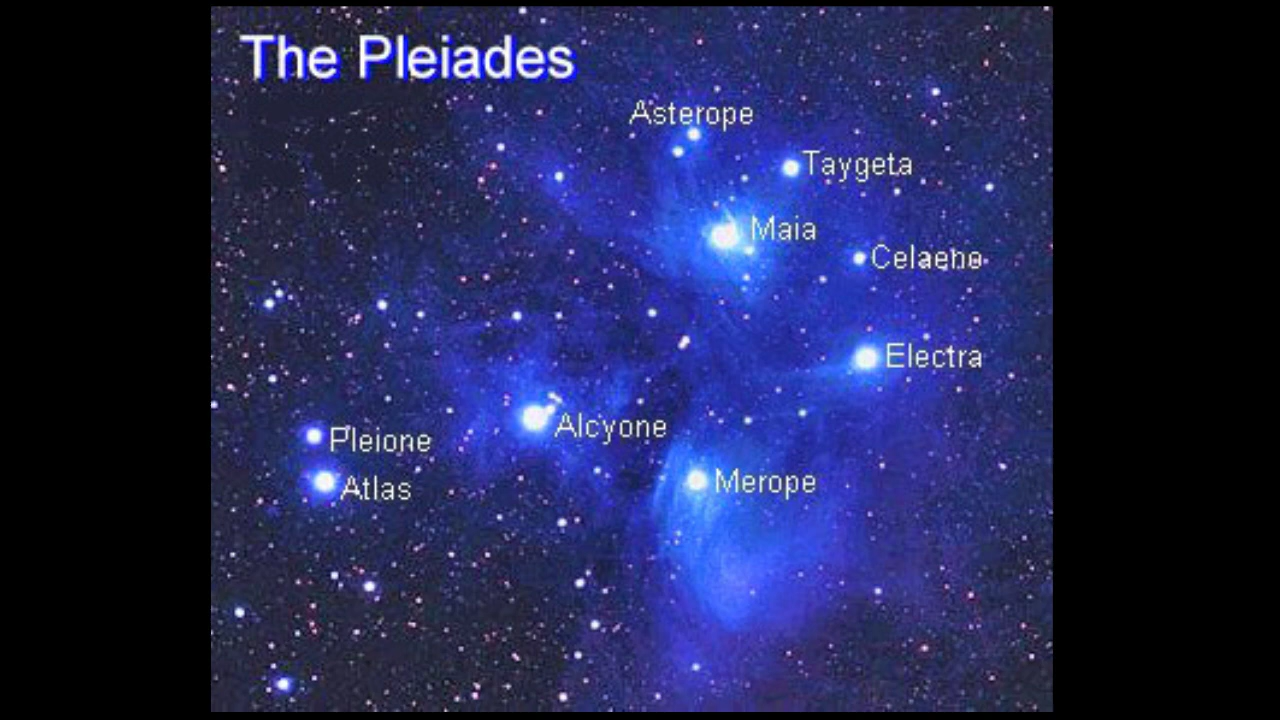 The Pleiades
Asterope
Taygeta
Maia
Celaeno
Electra
Alcyone
Pleione
Atlas
Merope